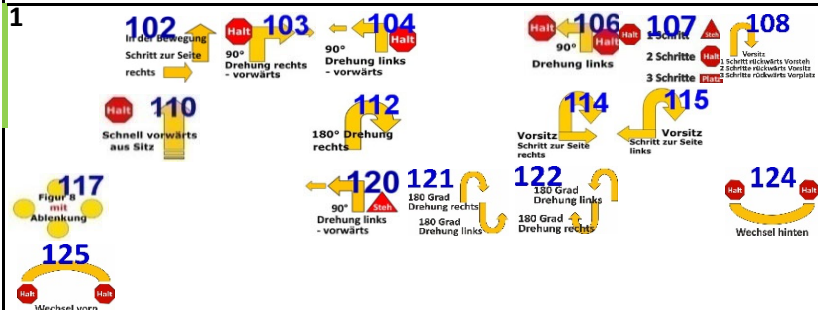 1
102
In der Bewegung
Schritt zur Seite
rechts
103
Halt
90°
Drehung rechts
- vorwärts
104
Halt
90°
Drehung links
- vorwärts
106
Halt
Halt
90°
Drehung links
107
Halt
1 Schritt
Steh
2 Schritte
Halt
3 Schritte
Platz
108
Vorsitz
1 Schritt rückwärts Vorsteh
2 Schritte rückwärts Vorsitz
3 Schritte rückwärts Vorplatz
110
Halt
Schnell vorwärts
aus Sitz
112
180° Drehung
rechts
114
Vorsitz
Schritt zur Seite
rechts
115
Vorsitz
Schritt zur Seite
links
117
Figur 8
mit
Ablenkung
120
90°
Steh
Drehung links
- vorwärts
121
180 Grad
Drehung rechts
180 Grad
Drehung links
122
180 Grad
Drehung links
180 Grad
Drehung rechts
124
Halt
Halt
Wechsel hinten
125
Halt
Halt
Wechsel vorn